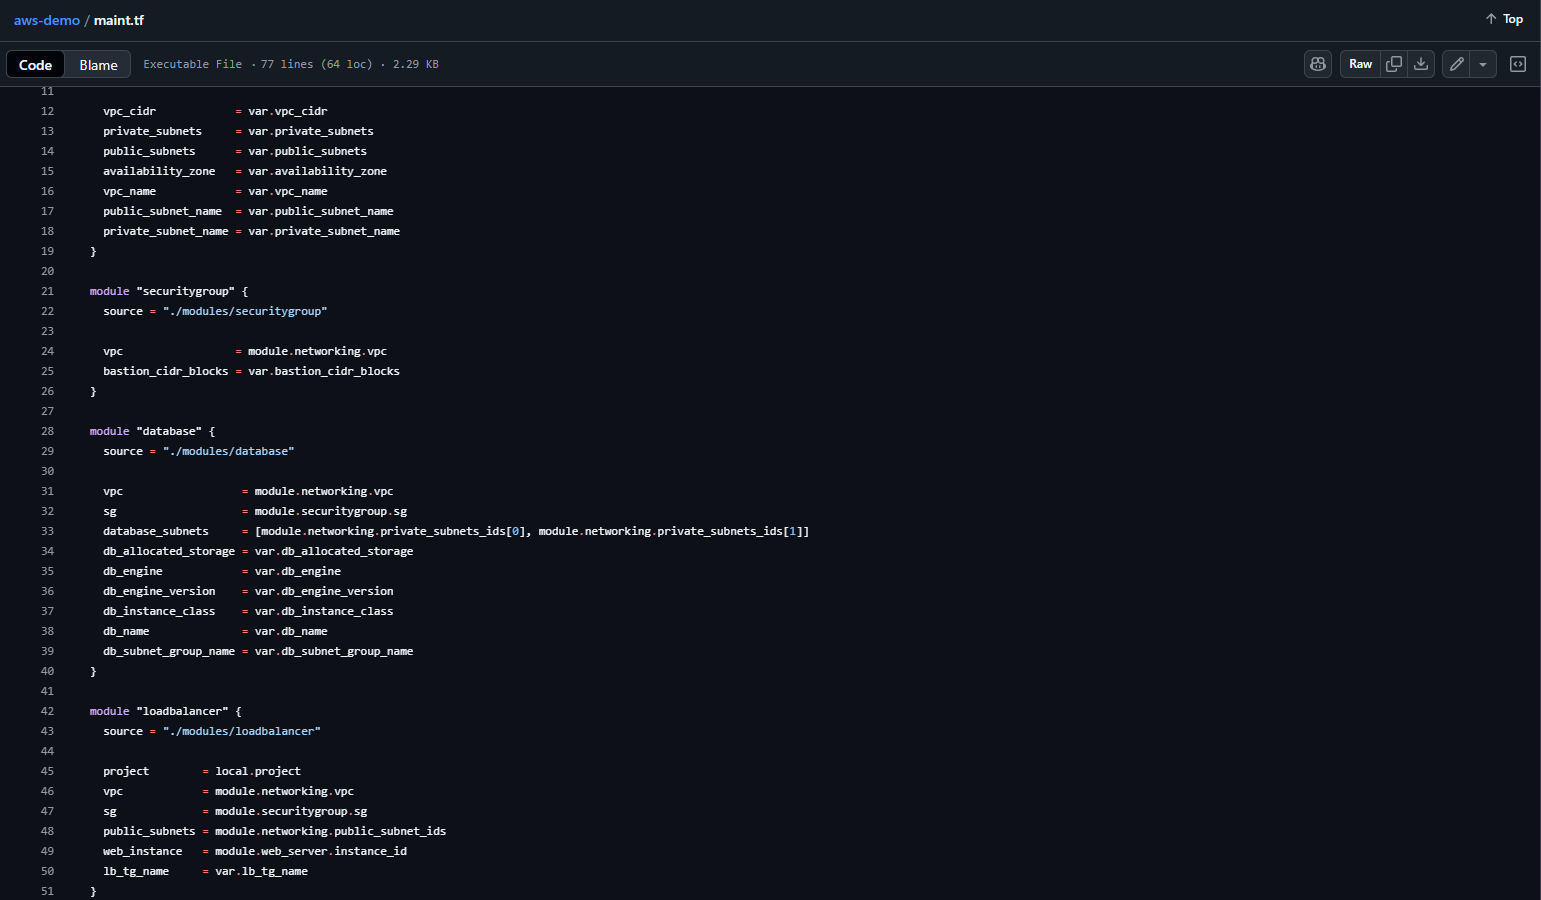 aws-demo / maint.tf
Top
Code Blame Executable File · 77 lines (64 loc) · 2.29 KB Raw
11
12 vpc_cidr = var.vpc_cidr
13 private_subnets = var.private_subnets
14 public_subnets = var.public_subnets
15 availability_zone = var.availability_zone
16 vpc_name = var.vpc_name
17 public_subnet_name = var.public_subnet_name
18 private_subnet_name = var.private_subnet_name
19 }
20
21 module "securitygroup" {
22 source = "./modules/securitygroup"
23
24 vpc = module.networking.vpc
25 bastion_cidr_blocks = var.bastion_cidr_blocks
26 }
27
28 module "database" {
29 source = "./modules/database"
30
31 vpc = module.networking.vpc
32 sg = module.securitygroup.sg
33 database_subnets = [module.networking.private_subnets_ids[0], module.networking.private_subnets_ids[1]]
34 db_allocated_storage = var.db_allocated_storage
35 db_engine = var.db_engine
36 db_engine_version = var.db_engine_version
37 db_instance_class = var.db_instance_class
38 db_name = var.db_name
39 db_subnet_group_name = var.db_subnet_group_name
40 }
41
42 module "loadbalancer" {
43 source = "./modules/loadbalancer"
44
45 project = local.project
46 vpc = module.networking.vpc
47 sg = module.securitygroup.sg
48 public_subnets = module.networking.public_subnet_ids
49 web_instance = module.web_server.instance_id
50 lb_tg_name = var.lb_tg_name
51 }